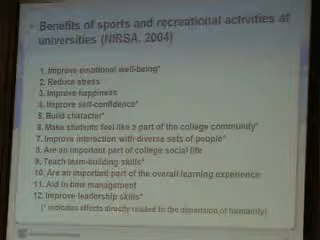 • Benefits of sports and recreational activities at
universities (NIRSA, 2004)
1. Improve emotional well-being*
2. Reduce stress
3. Improve happiness
4. Improve self-confidence*
5. Build character*
6. Make students feel like a part of the college community*
7. Improve interaction with diverse sets of people*
8. Are an important part of college social life
9. Teach team-building skills*
10. Are an important part of the overall learning experience
11. Aid in time management
12. Improve leadership skills*
(* indicates effects directly related to the dimension of humanity)